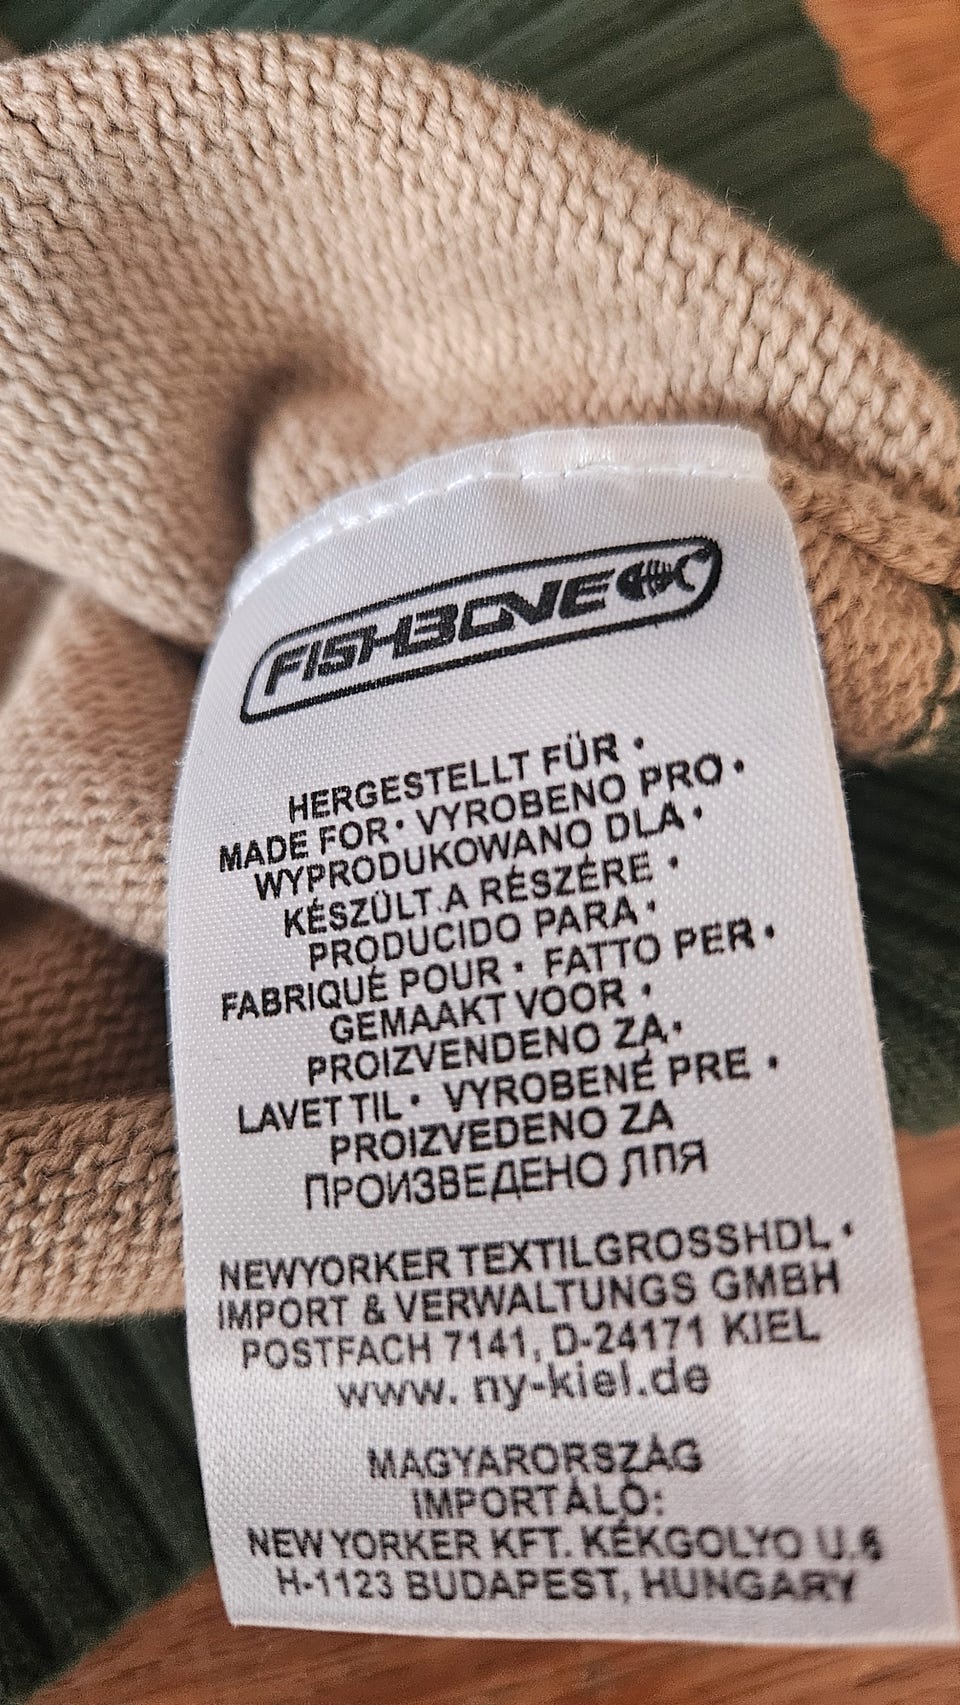 FISHBONE
HERGESTELLT FÜR •
MADE FOR • VYROBENO PRO •
WYPRODUKOWANO DLA •
KÉSZÜLT.A RÉSZÉRE •
PRODUCIDO PARA •
FABRIQUÉ POUR • FATTO PER •
GEMAAKT VOOR •
PROIZVENDENO ZA •
LAVET TIL • VYROBENÉ PRE •
PROIZVEDENO ZA
ПРОИЗВЕДЕНО ЛПЯ
NEWYORKER TEXTILGROSSHDL •
IMPORT & VERWALTUNGS GMBH
POSTFACH 7141, D-24171 KIEL
www. ny-kiel.de
MAGYARORSZÁG
IMPORTÁLÓ:
NEW YORKER KFT. KÉKGOLYO U.6
H-1123 BUDAPEST, HUNGARY